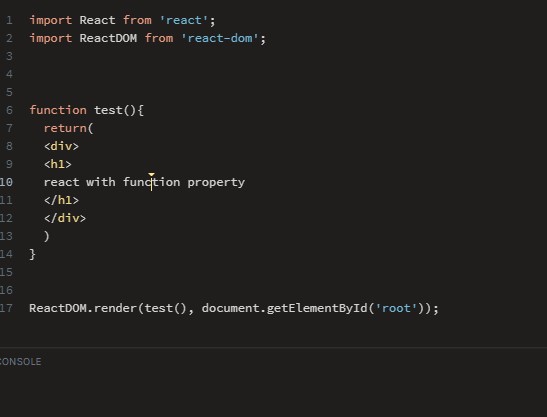 1 import React from 'react';
2 import ReactDOM from 'react-dom';
3
4
5
6 function test(){
7 return(
8 <div>
9 <h1>
10 react with function property
11 </h1>
12 </div>
13 )
14 }
15
16
17 ReactDOM.render(test(), document.getElementById('root'));
CONSOLE